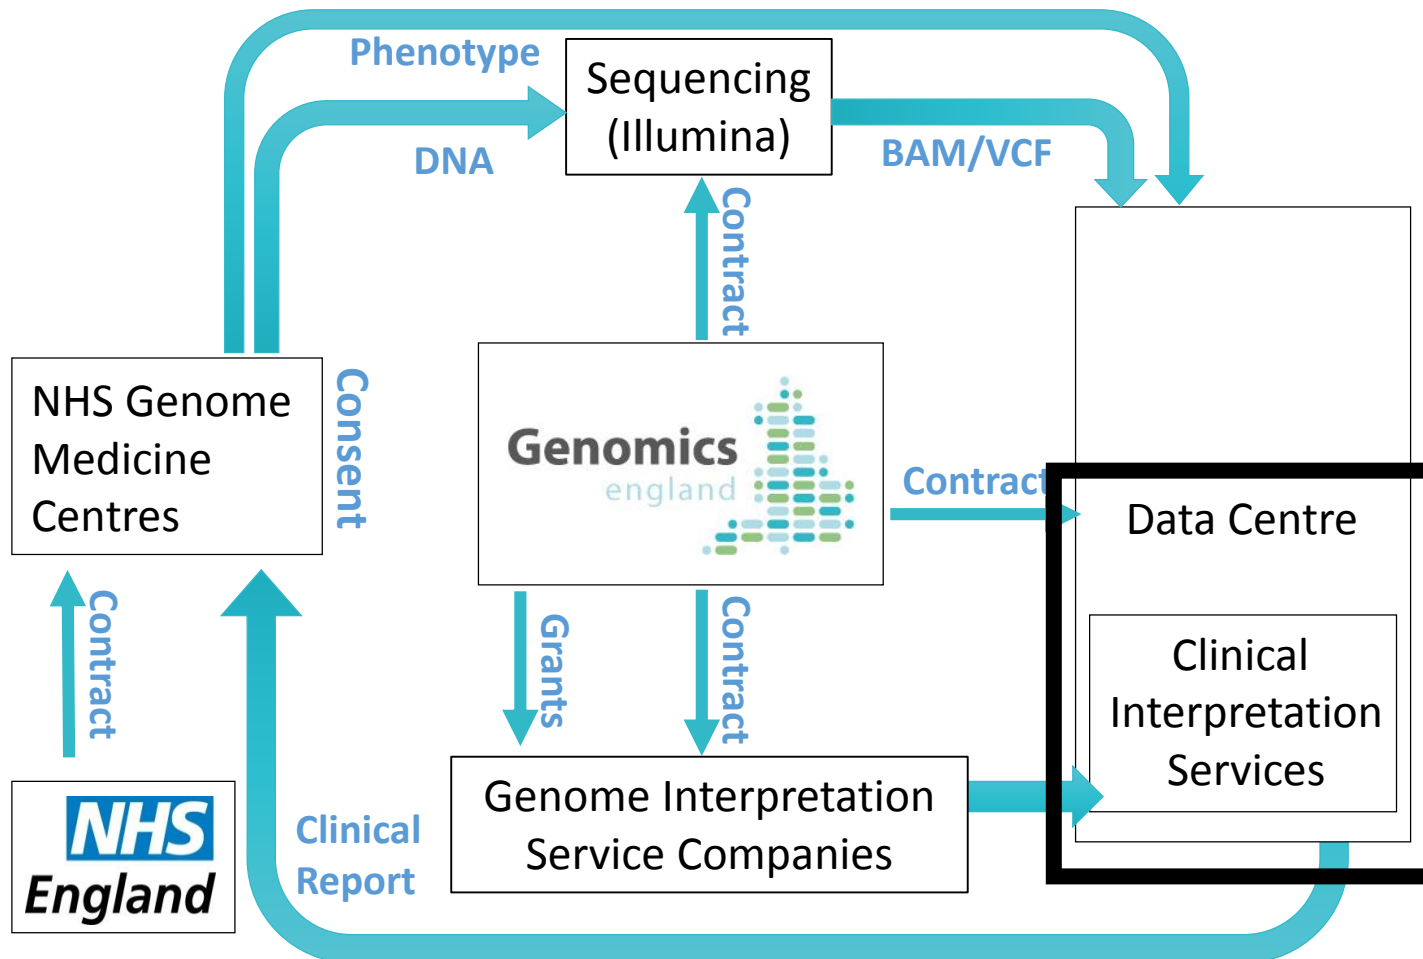 Phenotype
Sequencing
(Illumina)
DNA
BAM/VCF
Contract
NHS Genome
Medicine
Centres
Consent
Genomics
england
Contract
Data Centre
Contract
Grants
Contract
Clinical
Interpretation
Services
Genome Interpretation
Service Companies
NHS
England
Clinical
Report